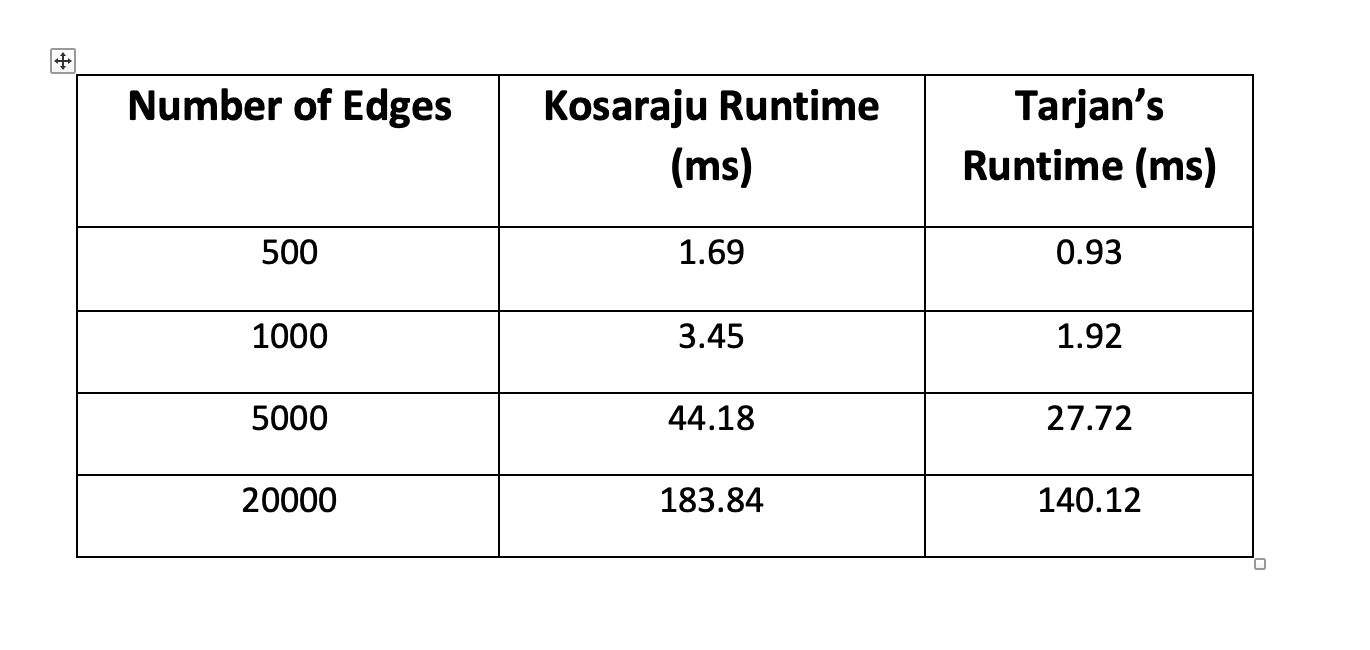 Number of Edges
Kosaraju Runtime
(ms)
Tarjan’s
Runtime (ms)
500
1.69
0.93
1000
3.45
1.92
5000
44.18
27.72
20000
183.84
140.12